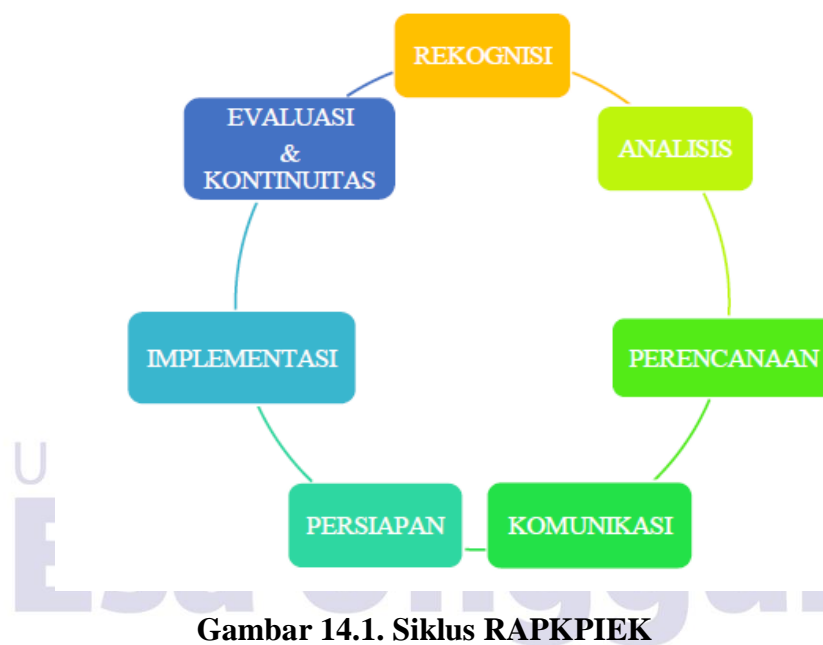 REKOGNISI
ANALISIS
PERENCANAAN
KOMUNIKASI
PERSIAPAN
IMPLEMENTASI
EVALUASI
&
KONTINUITAS
U
Gambar 14.1. Siklus RAPKPIEK